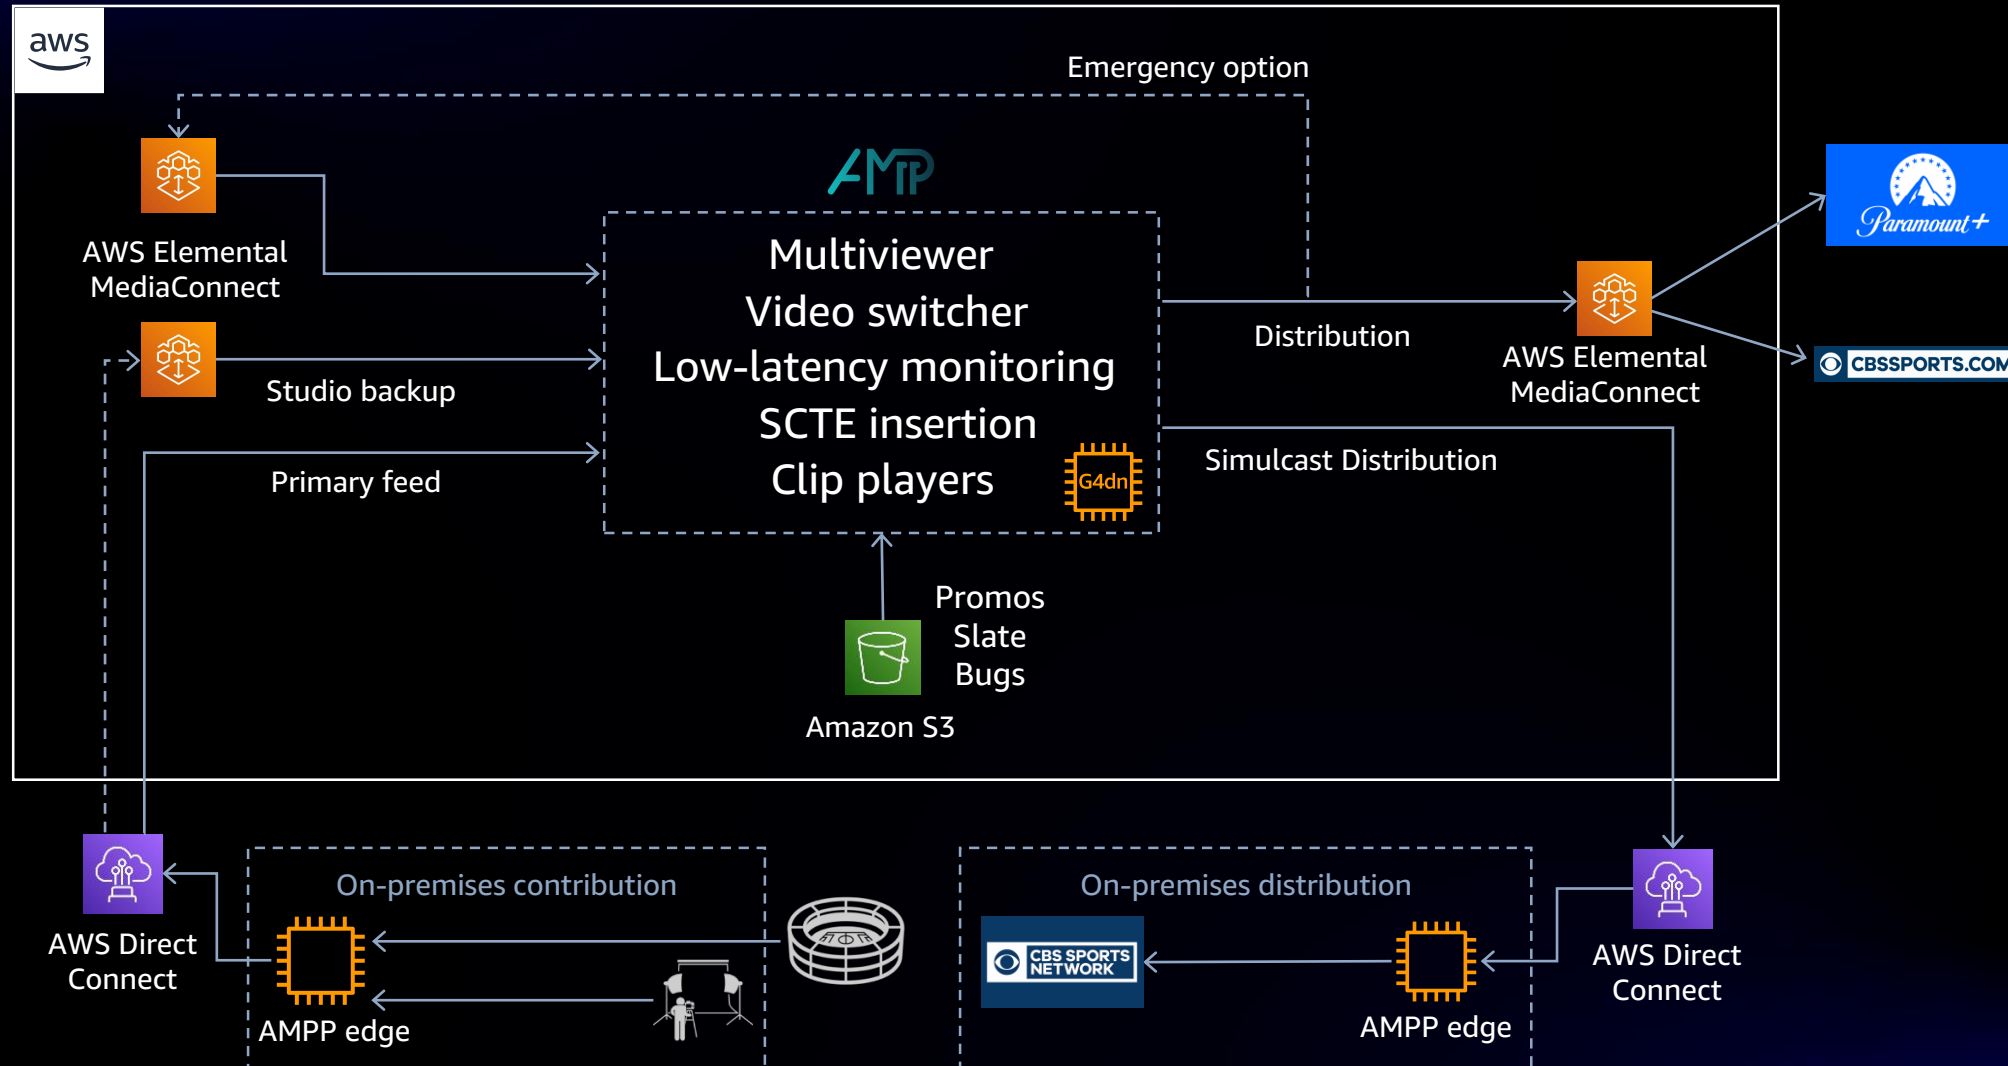 aws
Emergency option
AMPP
AWS Elemental
MediaConnect
Multiviewer
Video switcher
Low-latency monitoring
SCTE insertion
Clip players
G4dn
Studio backup
Primary feed
Distribution
Simulcast Distribution
AWS Elemental
MediaConnect
Paramount+
CBSSPORTS.COM
Promos
Slate
Bugs
Amazon S3
On-premises contribution
AWS Direct
Connect
AMPP edge
On-premises distribution
CBS SPORTS
NETWORK
AMPP edge
AWS Direct
Connect